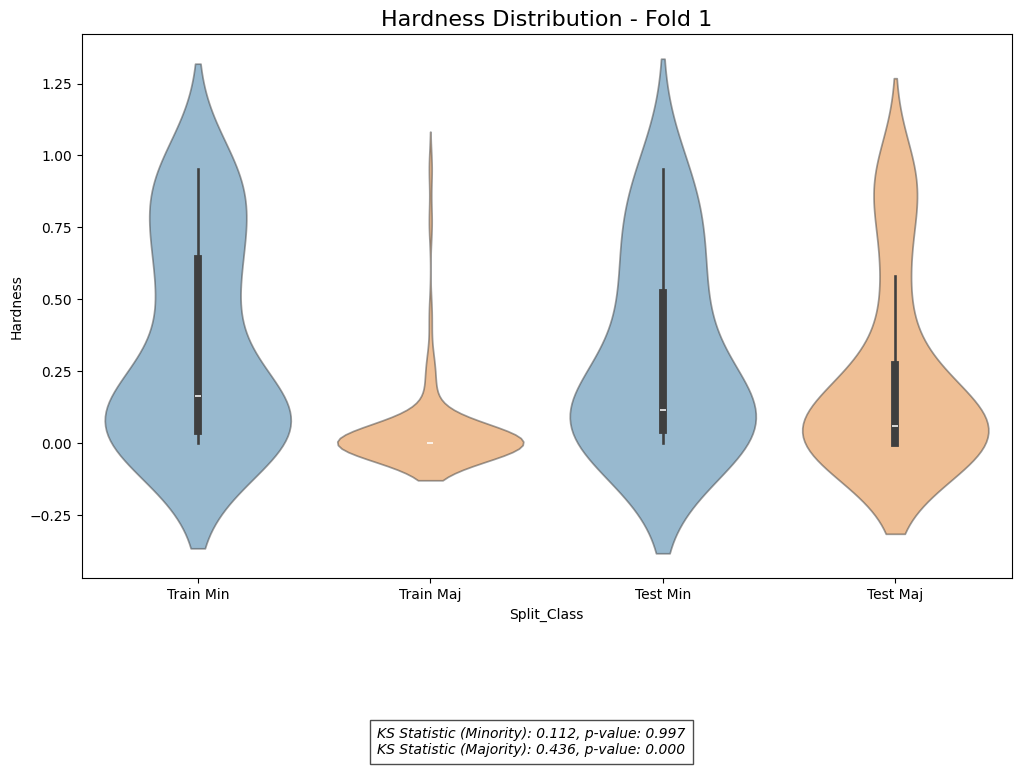 Hardness Distribution - Fold 1
1.25
1.00
0.75
0.50
0.25
0.00
−0.25
Hardness
Train Min
Train Maj
Test Min
Test Maj
Split_Class
KS Statistic (Minority): 0.112, p-value: 0.997
KS Statistic (Majority): 0.436, p-value: 0.000